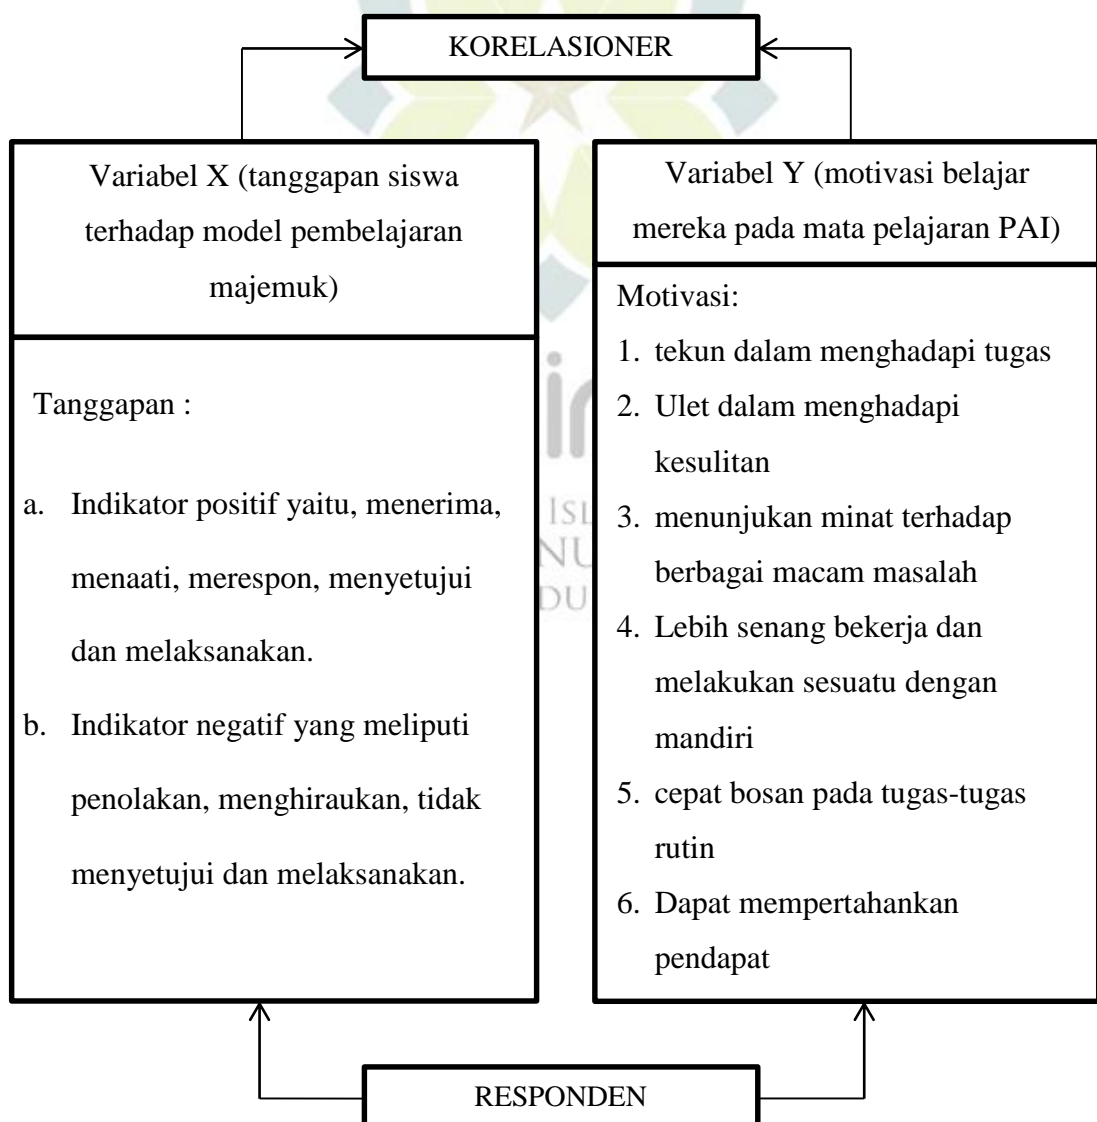 KORELASIONER
Variabel X (tanggapan siswa
terhadap model pembelajaran
majemuk)
Tanggapan :
a. Indikator positif yaitu, menerima,
menaati, merespon, menyetujui
dan melaksanakan.
b. Indikator negatif yang meliputi
penolakan, menghiraukan, tidak
menyetujui dan melaksanakan.
Variabel Y (motivasi belajar
mereka pada mata pelajaran PAI)
Motivasi:
1. tekun dalam menghadapi tugas
2. Ulet dalam menghadapi
kesulitan
3. menunjukan minat terhadap
berbagai macam masalah
4. Lebih senang bekerja dan
melakukan sesuatu dengan
mandiri
5. cepat bosan pada tugas-tugas
rutin
6. Dapat mempertahankan
pendapat
RESPONDEN